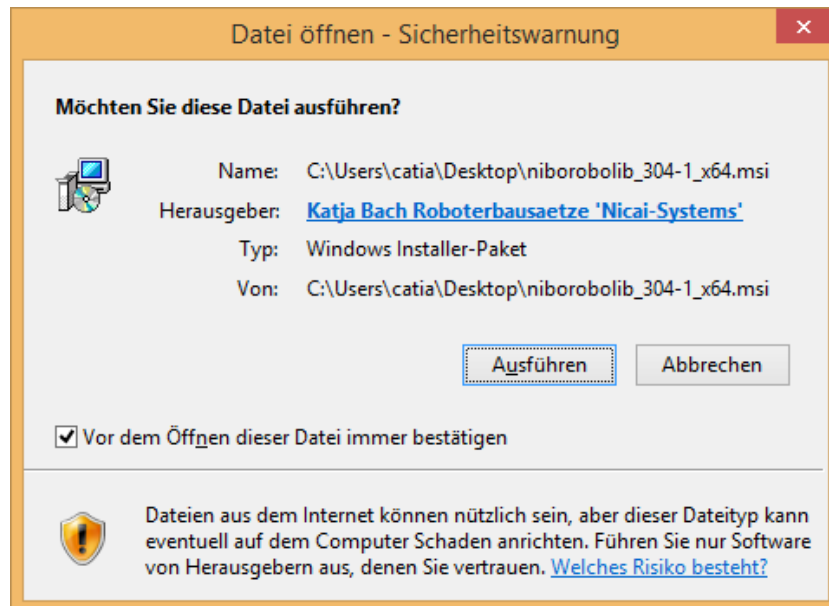 Datei öffnen - Sicherheitswarnung
Möchten Sie diese Datei ausführen?
Name: C:\Users\catia\Desktop\niborobolib_304-1_x64.msi
Herausgeber: Katja Bach Roboterbausaetze 'Nicai-Systems'
Typ: Windows Installer-Paket
Von: C:\Users\catia\Desktop\niborobolib_304-1_x64.msi
Ausführen Abbrechen
Vor dem Öffnen dieser Datei immer bestätigen
Dateien aus dem Internet können nützlich sein, aber dieser Dateityp kann
eventuell auf dem Computer Schaden anrichten. Führen Sie nur Software
von Herausgebern aus, denen Sie vertrauen. Welches Risiko besteht?